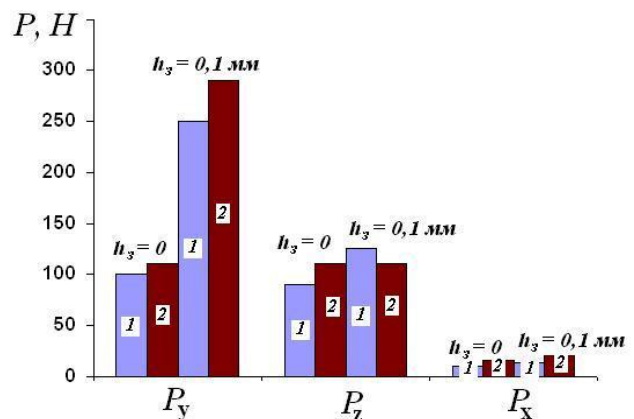 P, H
300
250
200
150
100
50
0
h₃ = 0
h₃ = 0,1 мм
1
2
1
2
h₃ = 0
h₃ = 0,1 мм
1
2
1
2
h₃ = 0
h₃ = 0,1 мм
1
2
1
2
Py
Pz
Px